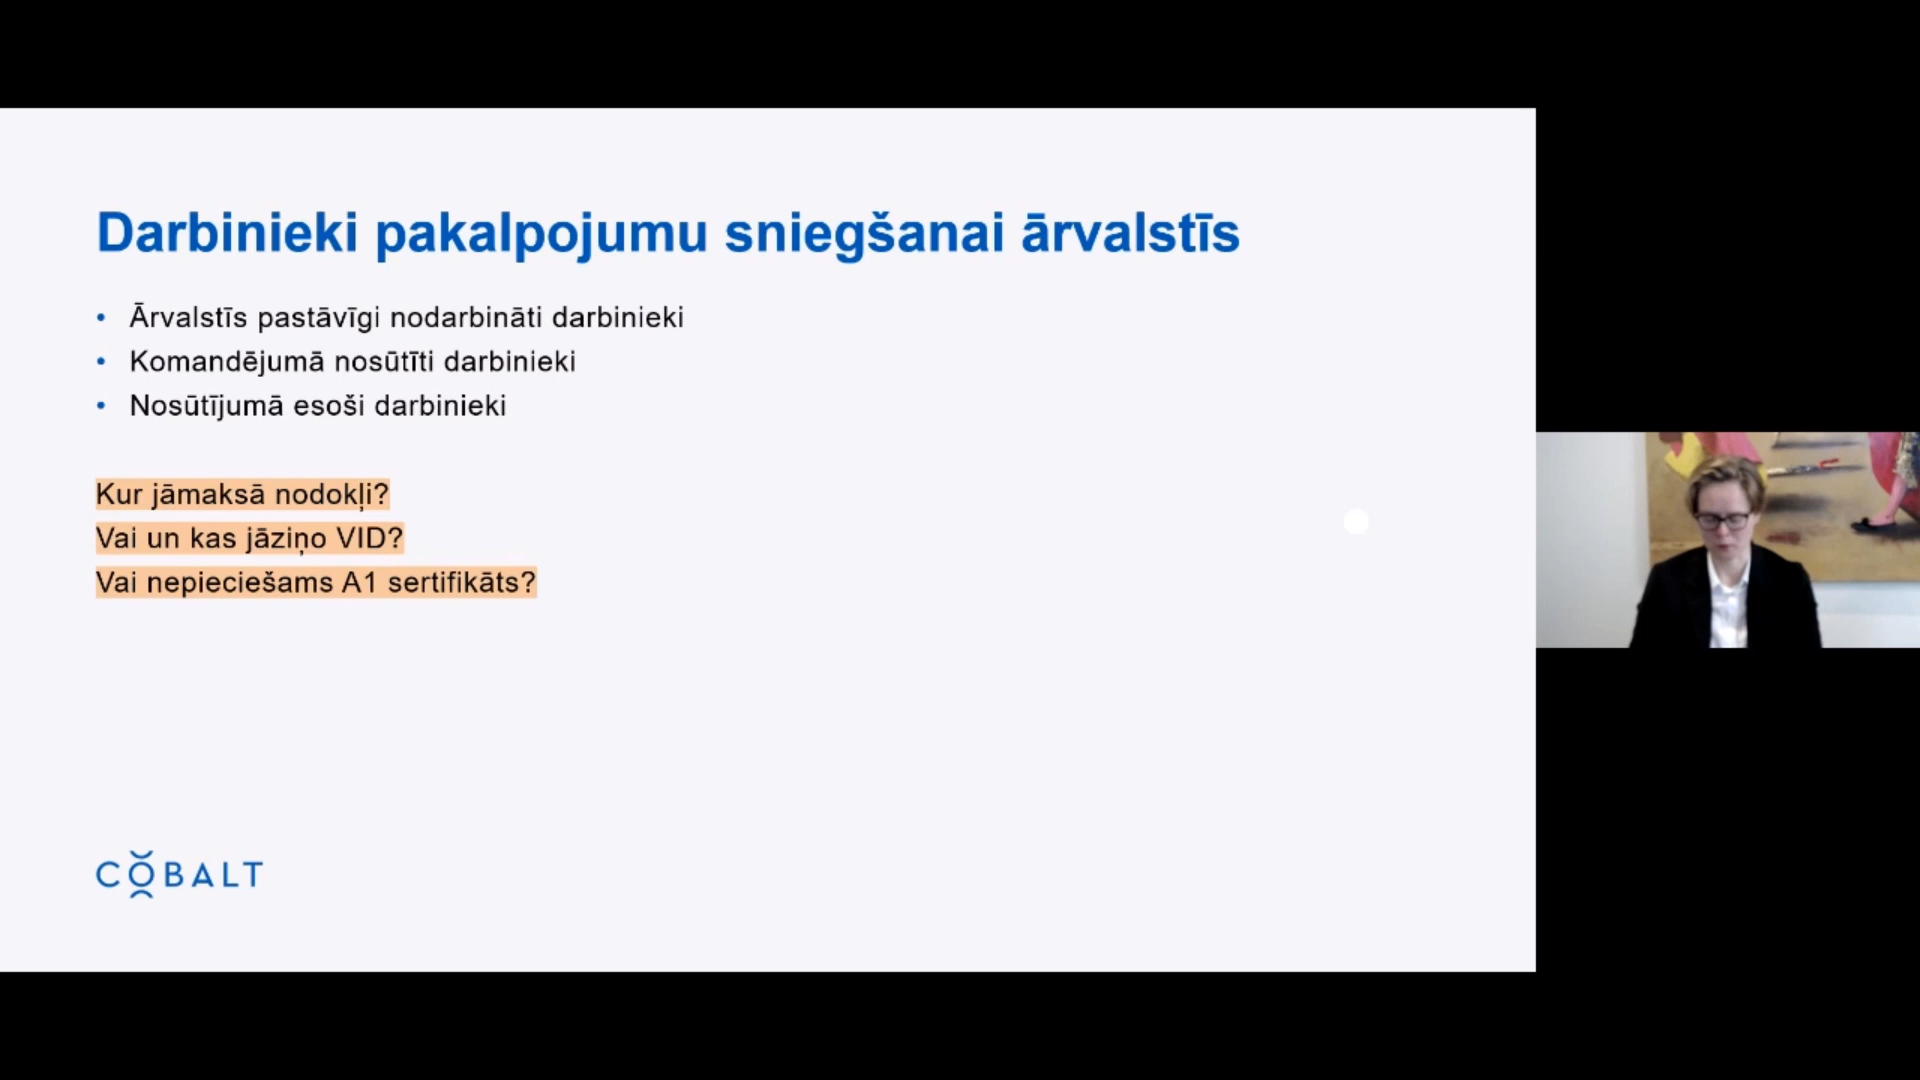 Darbinieki pakalpojumu sniegšanai ārvalstīs
• Ārvalstīs pastāvīgi nodarbināti darbinieki
• Komandējumā nosūtīti darbinieki
• Nosūtījumā esoši darbinieki
Kur jāmaksā nodokļi?
Vai un kas jāziņo VID?
Vai nepieciešams A1 sertifikāts?
COBALT